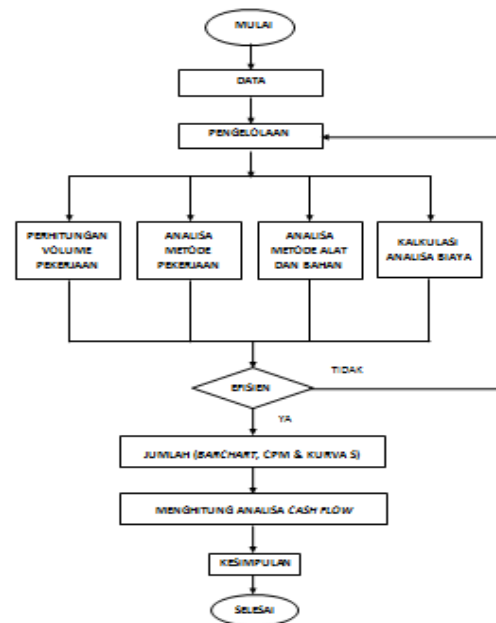 MULAI
DATA
PENGELOLAAN
PERHITUNGAN
VOLUME
PEKERJAAN
ANALISA
METODE
PEKERJAAN
ANALISA
METODE ALAT
DAN BAHAN
KALKULASI
ANALISA BIAYA
EFISIEN
TIDAK
YA
JUMLAH (BARCHART, CPM & KURVA S)
MENGHITUNG ANALISA CASH FLOW
KESIMPULAN
SELESAI